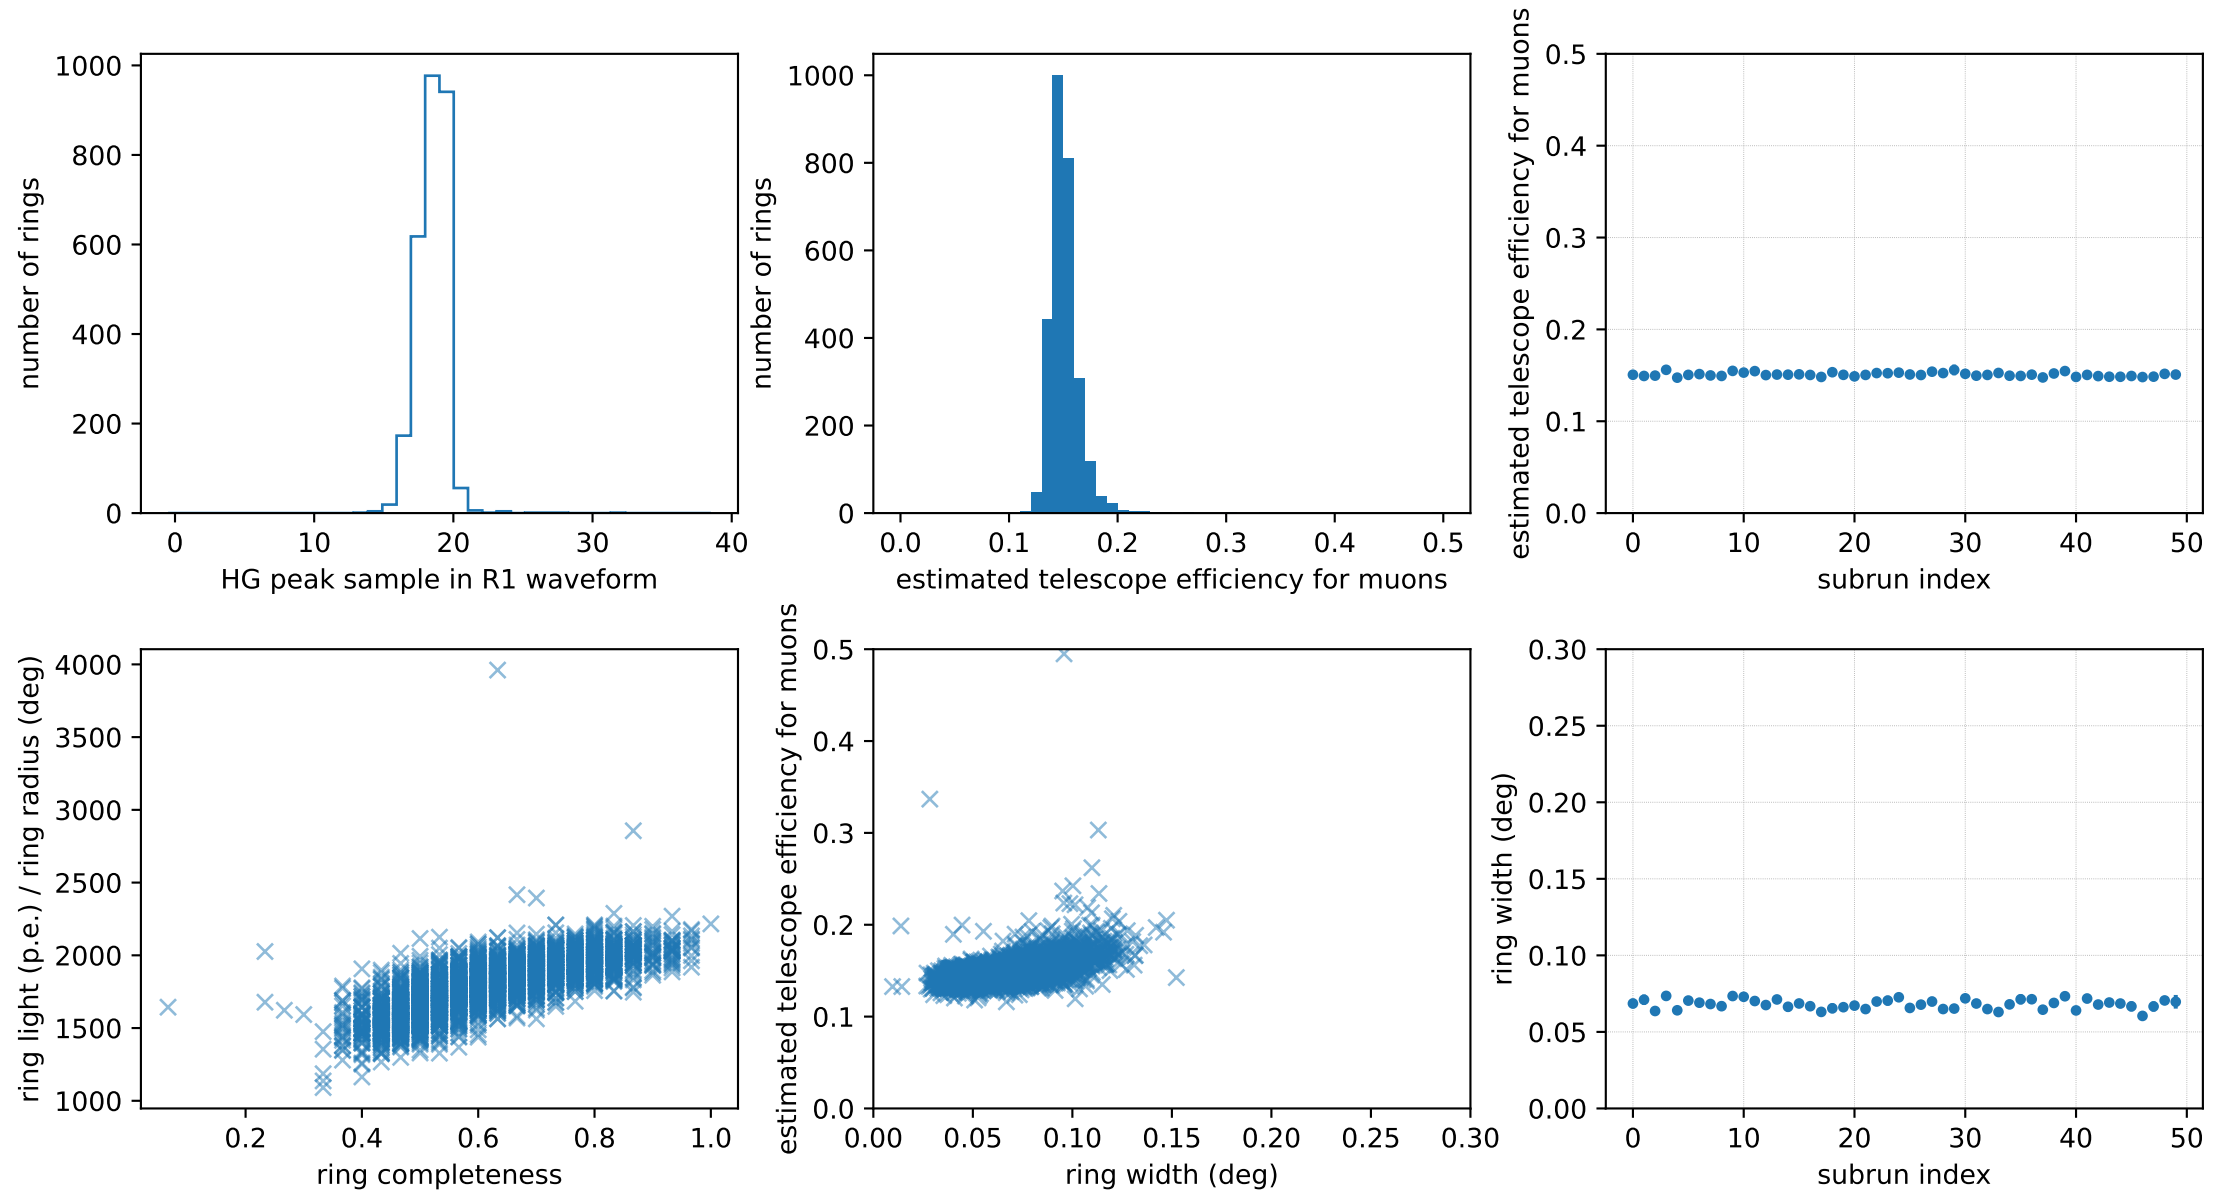 1000
800
600
400
200
0
number of rings
0 10 20 30 40
HG peak sample in R1 waveform
1000
800
600
400
200
0
number of rings
0.0 0.1 0.2 0.3 0.4 0.5
estimated telescope efficiency for muons
0.5
0.4
0.3
0.2
0.1
0.0
estimated telescope efficiency for muons
0 10 20 30 40 50
subrun index
4000
3500
3000
2500
2000
1500
1000
ring light (p.e.) / ring radius (deg)
0.2 0.4 0.6 0.8 1.0
ring completeness
0.5
0.4
0.3
0.2
0.1
0.0
estimated telescope efficiency for muons
0.00 0.05 0.10 0.15 0.20 0.25 0.30
ring width (deg)
0.30
0.25
0.20
0.15
0.10
0.05
0.00
ring width (deg)
0 10 20 30 40 50
subrun index